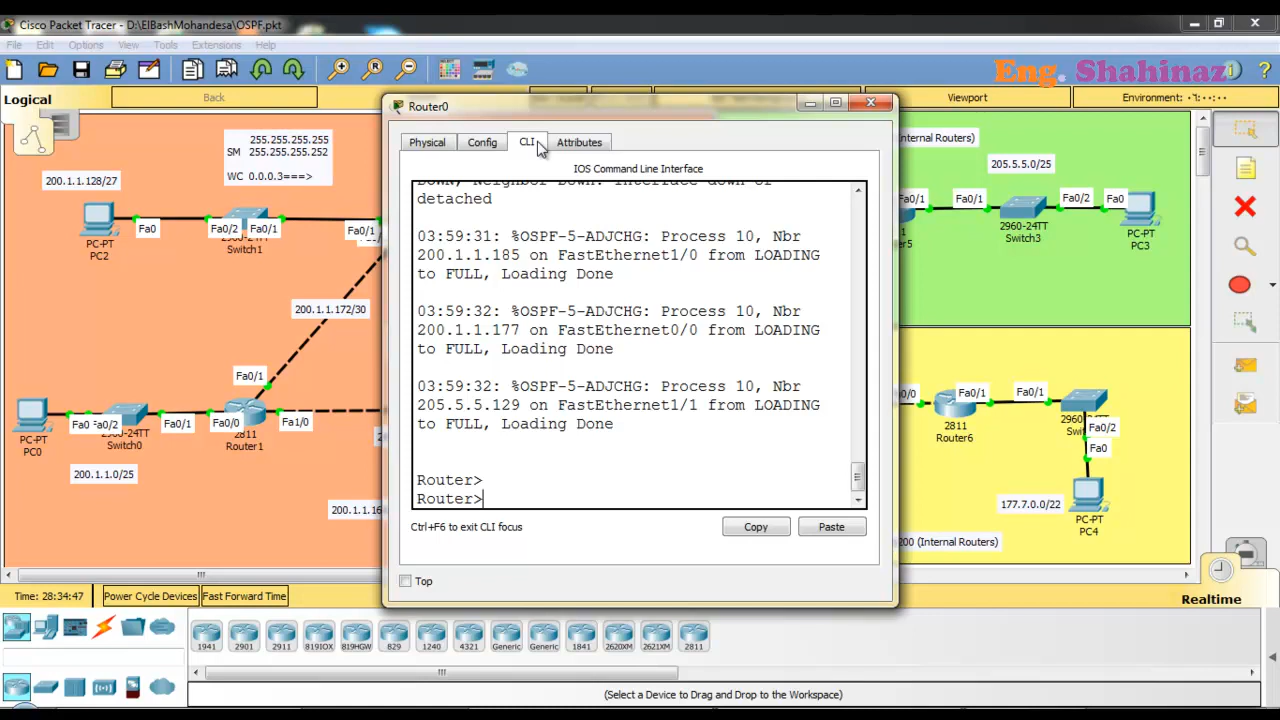 Cisco Packet Tracer - D:\ElBashMohandesa\OSPF.pkt
File Edit Options View Tools Extensions Help
Eng. Shahinaz
Logical
Back
Viewport
Environment: ٠٦:٠٠:٠٠
Router0
Physical
Config
CLI
Attributes
IOS Command Line Interface
detached
03:59:31: %OSPF-5-ADJCHG: Process 10, Nbr
200.1.1.185 on FastEthernet1/0 from LOADING
to FULL, Loading Done
03:59:32: %OSPF-5-ADJCHG: Process 10, Nbr
200.1.1.177 on FastEthernet0/0 from LOADING
to FULL, Loading Done
03:59:32: %OSPF-5-ADJCHG: Process 10, Nbr
205.5.5.129 on FastEthernet1/1 from LOADING
to FULL, Loading Done
Router>
Router>
Ctrl+F6 to exit CLI focus
Copy
Paste
Top
255.255.255.255
SM 255.255.255.252
WC 0.0.0.3===>
200.1.1.128/27
PC-PT
PC2
Fa0
Fa0/2
Fa0/1
Switch1
Fa0/1
200.1.1.172/30
Fa0/1
PC-PT
PC0
Fa0
Fa0/2
Switch0
Fa0/1
Fa0/0
2811
Router1
Fa1/0
200.1.1.0/25
(Internal Routers)
205.5.5.0/25
Fa0/1
Fa0/1
2960-24TT
Switch3
Fa0/2
Fa0
PC-PT
PC3
Fa0/1
2811
Router6
Fa0/1
Fa0/2
Fa0
177.7.0.0/22
PC-PT
PC4
200 (Internal Routers)
Time: 28:34:47
Power Cycle Devices
Fast Forward Time
Realtime
1941
2901
2911
819IOX
819HGW
829
1240
4321
Generic
Generic
1841
2620XM
2621XM
2811
(Select a Device to Drag and Drop to the Workspace)